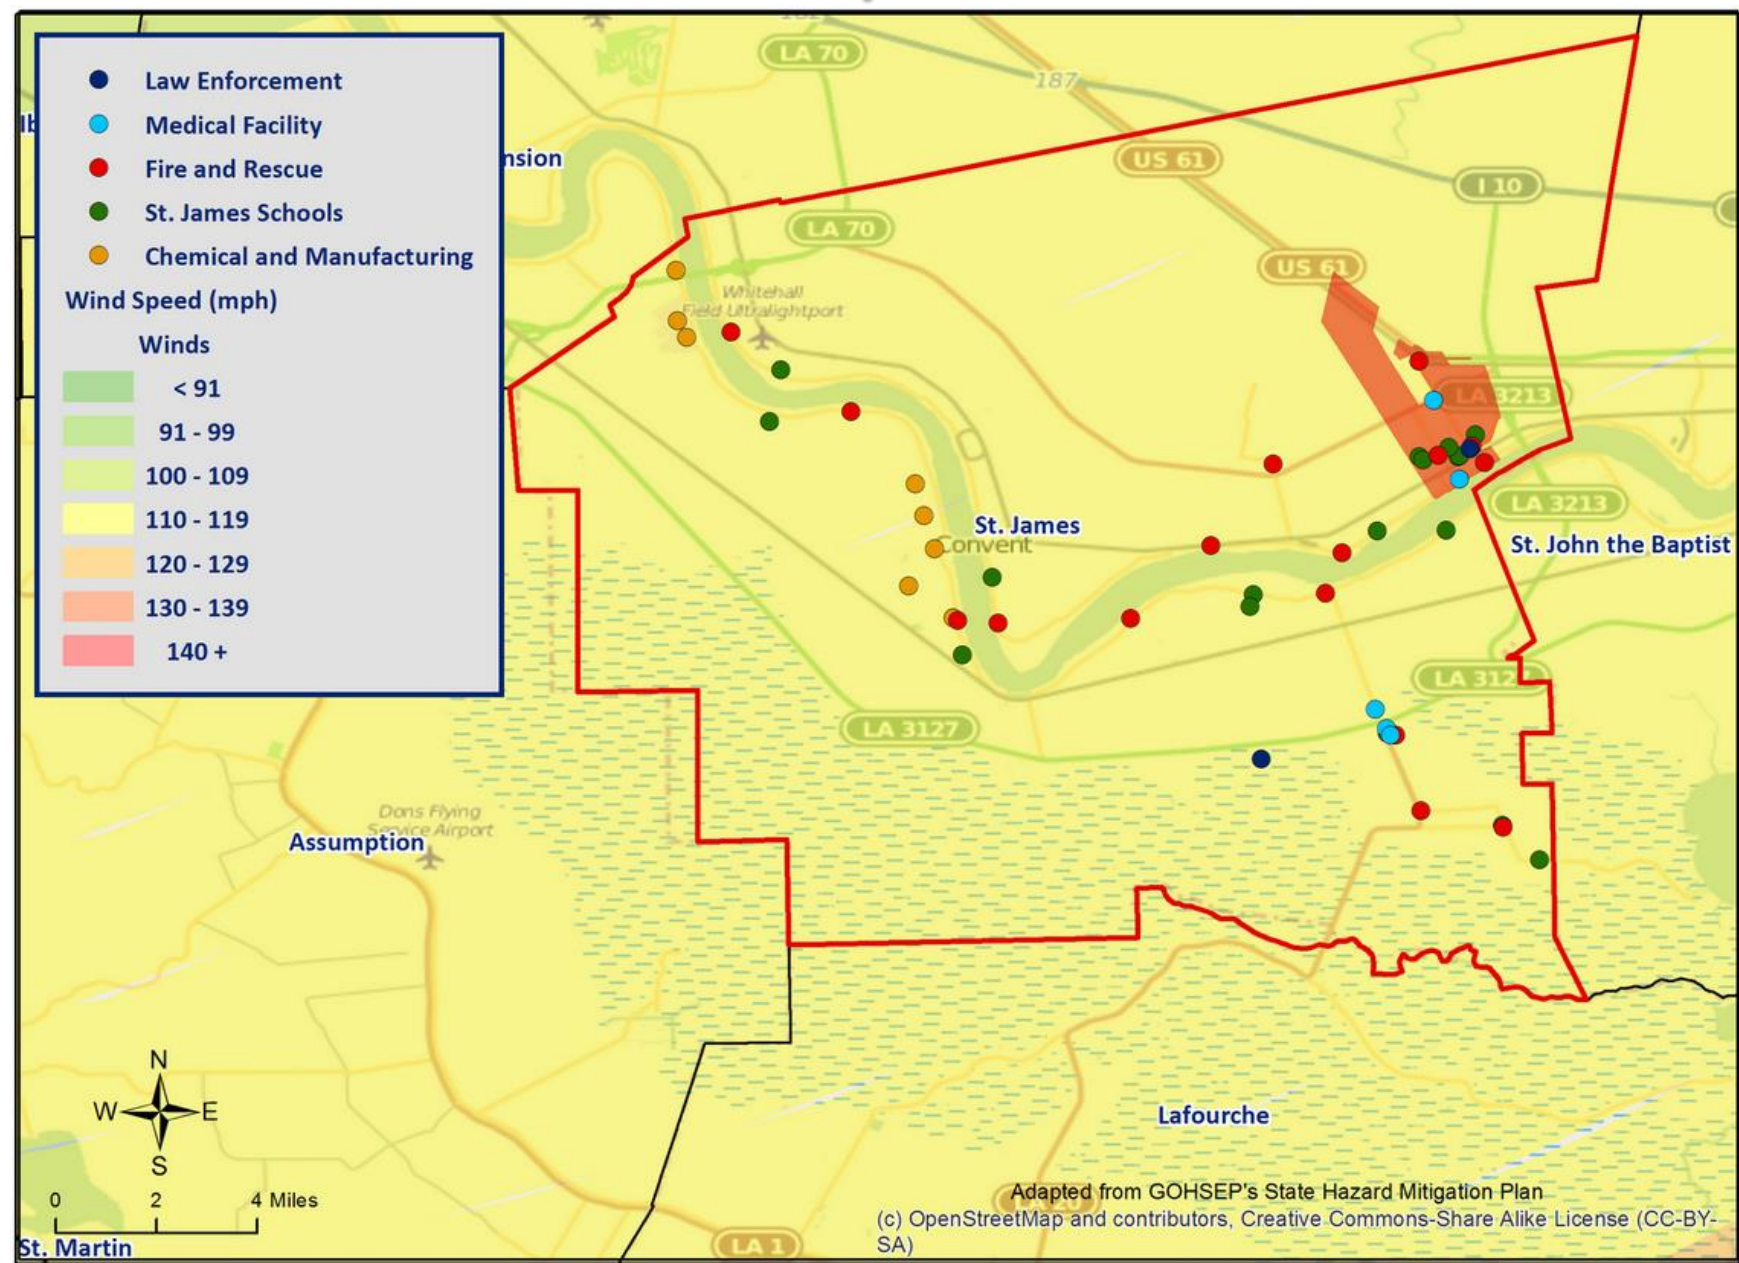 Law Enforcement
Medical Facility
Fire and Rescue
St. James Schools
Chemical and Manufacturing
Wind Speed (mph)
Winds
< 91
91 - 99
100 - 109
110 - 119
120 - 129
130 - 139
140 +
LA 70
187
nsion
US 61
I 10
LA 70
US 61
Whitehall
Field Ultralightport
LA 3213
LA 3213
St. James
Convent
St. John the Baptist
LA 3127
LA 3127
Dons Flying
Service Airport
Assumption
N
W E
S
0 2 4 Miles
Lafourche
Adapted from GOHSEP's State Hazard Mitigation Plan
LA 20
(c) OpenStreetMap and contributors, Creative Commons-Share Alike License (CC-BY-
SA)
LA 1
St. Martin